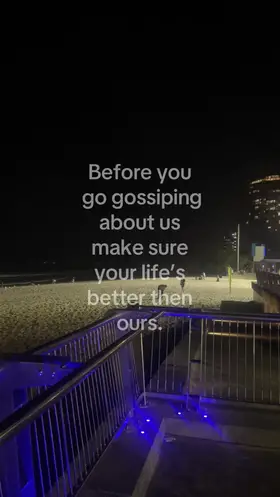 Before you
go gossiping
about us
make sure
your life's
better then
ours.